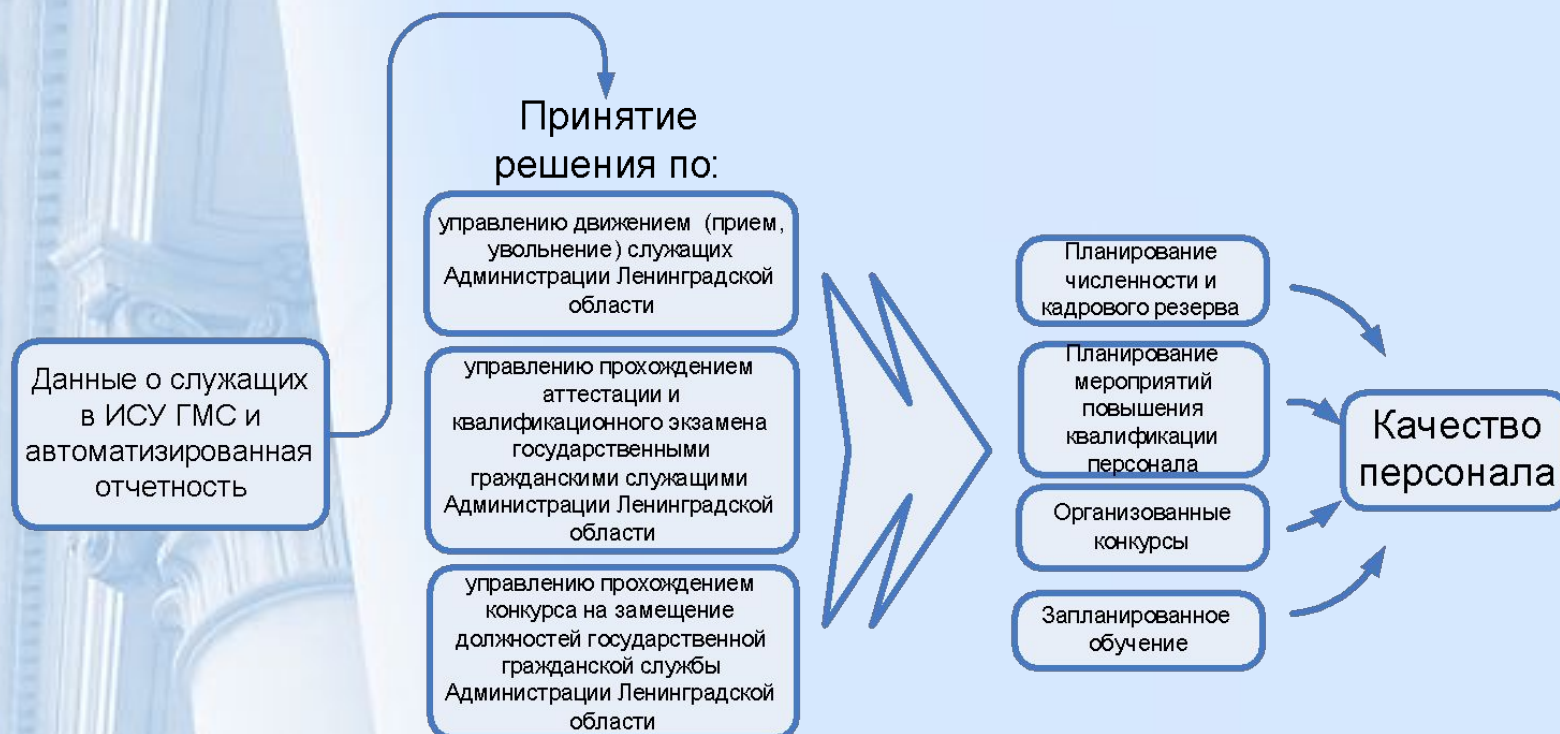 Данные о служащих
в ИСУ ГМС и
автоматизированная
отчетность
Принятие
решения по:
управлению движением (прием,
увольнение) служащих
Администрации Ленинградской
области
управлению прохождением
аттестации и
квалификационного экзамена
государственными
гражданскими служащими
Администрации Ленинградской
области
управлению прохождением
конкурса на замещение
должностей государственной
гражданской службы
Администрации Ленинградской
области
Планирование
численности и
кадрового резерва
Планирование
мероприятий
повышения
квалификации
персонала
Организованные
конкурсы
Запланированное
обучение
Качество
персонала